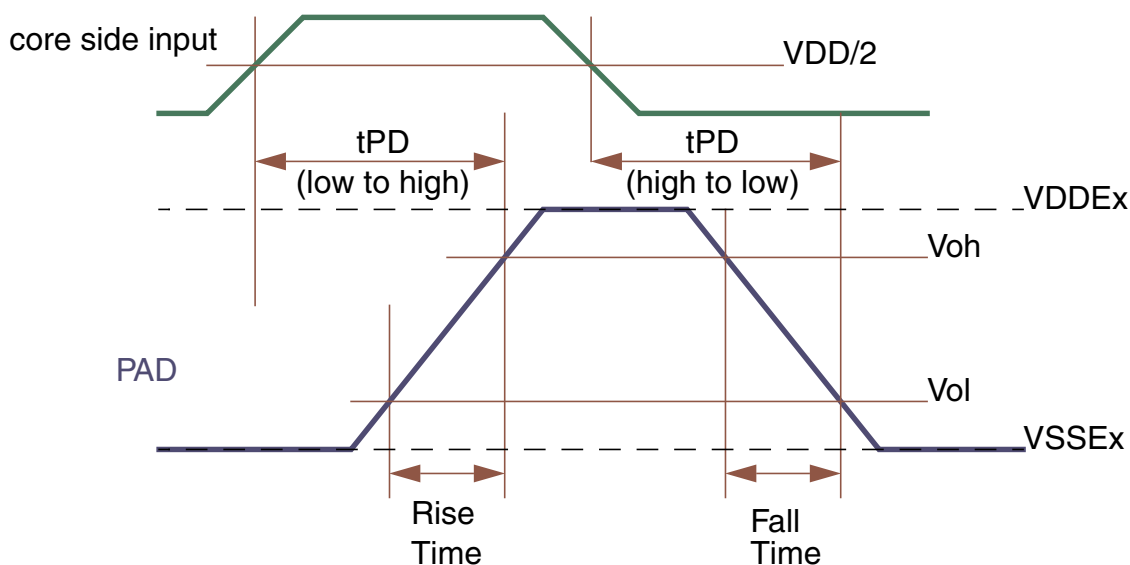 core side input
VDD/2
tPD
(low to high)
tPD
(high to low)
VDDEx
Voh
PAD
Vol
VSSEx
Rise
Time
Fall
Time